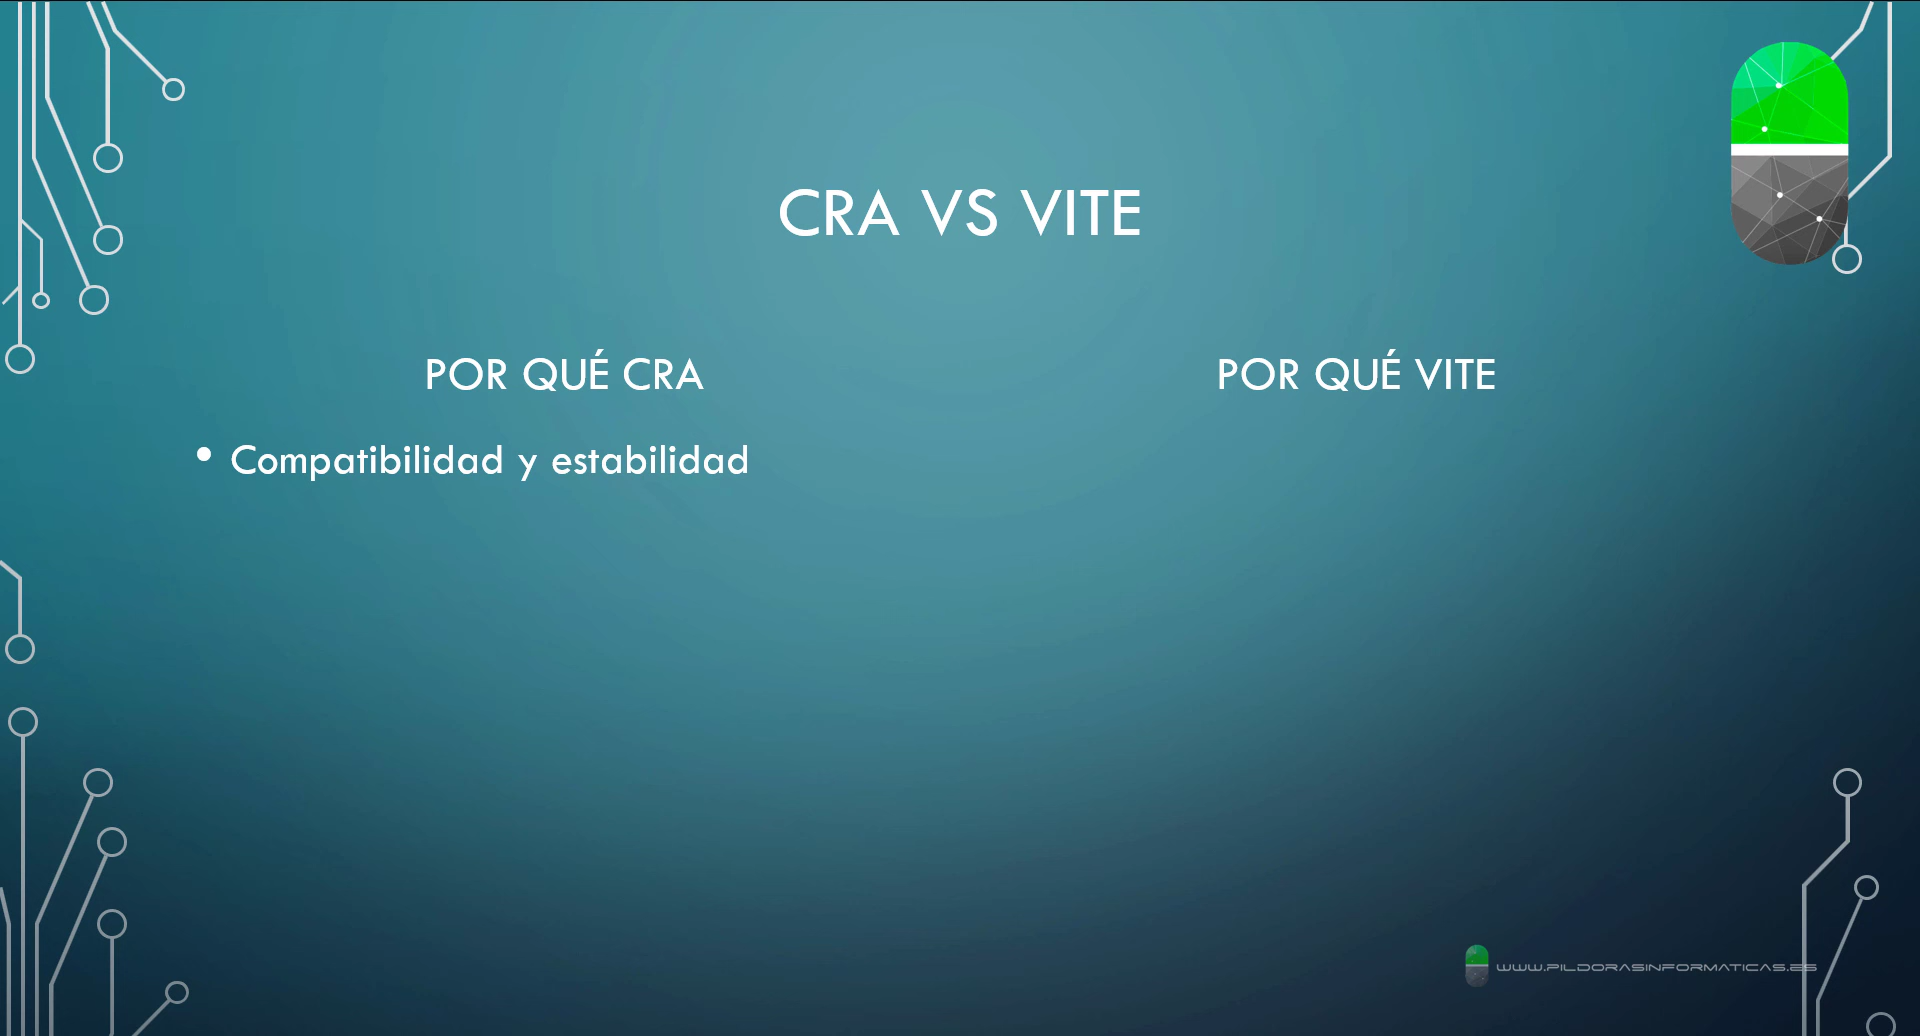 CRA VS VITE
POR QUÉ CRA
POR QUÉ VITE
• Compatibilidad y estabilidad
WWW.PILDORASINFORMATICAS.ES